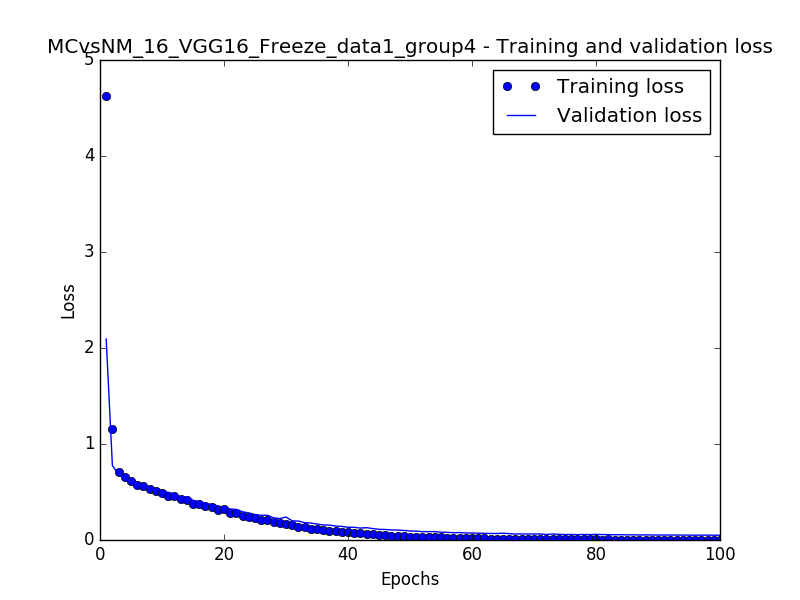 MCvsNM_16_VGG16_Freeze_data1_group4 - Training and validation loss
Training loss
Validation loss
5
4
3
2
1
0
Loss
0 20 40 60 80 100
Epochs